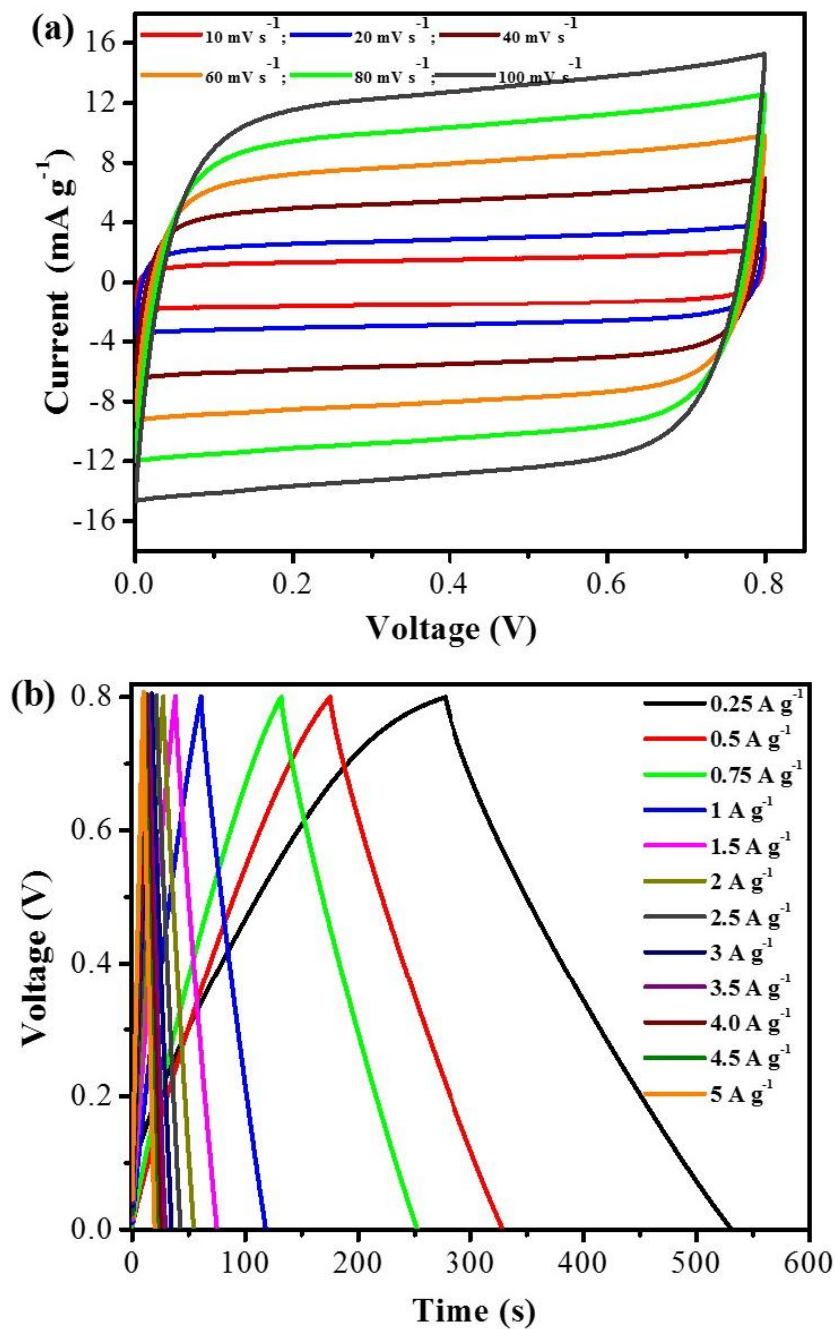 (a)
10 mV s-1; 20 mV s-1; 40 mV s-1
60 mV s-1; 80 mV s-1; 100 mV s-1
16
12
8
4
0
-4
-8
-12
-16
Current (mA g-1)
0.0 0.2 0.4 0.6 0.8
Voltage (V)
(b)
0.8
0.6
0.4
0.2
0.0
Voltage (V)
0.25 A g-1
0.5 A g-1
0.75 A g-1
1 A g-1
1.5 A g-1
2 A g-1
2.5 A g-1
3 A g-1
3.5 A g-1
4.0 A g-1
4.5 A g-1
5 A g-1
0 100 200 300 400 500 600
Time (s)